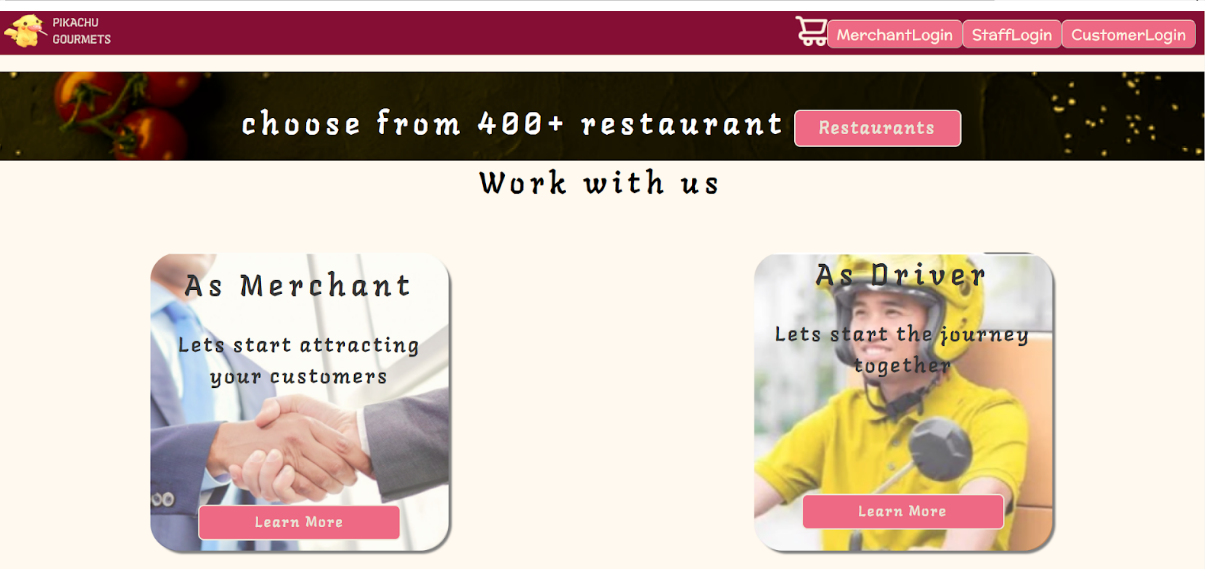 PIKACHU
GOURMETS
MerchantLogin StaffLogin CustomerLogin
choose from 400+ restaurant Restaurants
Work with us
As Merchant
Lets start attracting
your customers
Learn More
As Driver
Lets start the journey
together
Learn More